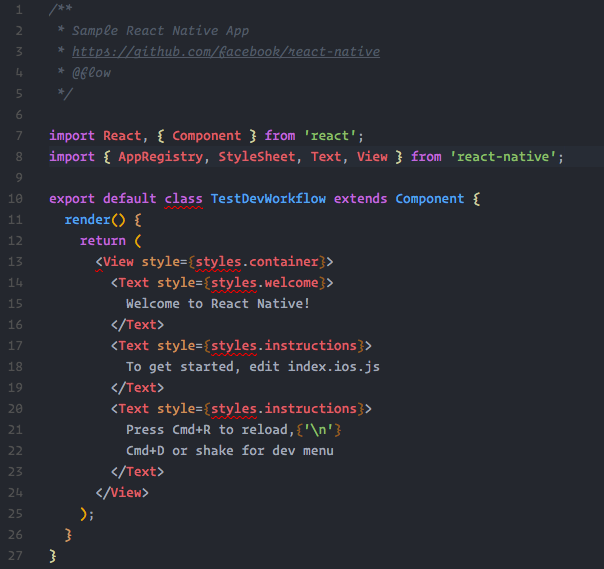 1 /**
2 * Sample React Native App
3 * https://github.com/facebook/react-native
4 * @flow
5 */
6
7 import React, { Component } from 'react';
8 import { AppRegistry, StyleSheet, Text, View } from 'react-native';
9
10 export default class TestDevWorkflow extends Component {
11 render() {
12 return (
13 <View style={styles.container}>
14 <Text style={styles.welcome}>
15 Welcome to React Native!
16 </Text>
17 <Text style={styles.instructions}>
18 To get started, edit index.ios.js
19 </Text>
20 <Text style={styles.instructions}>
21 Press Cmd+R to reload,{'\n'}
22 Cmd+D or shake for dev menu
23 </Text>
24 </View>
25 );
26 }
27 }